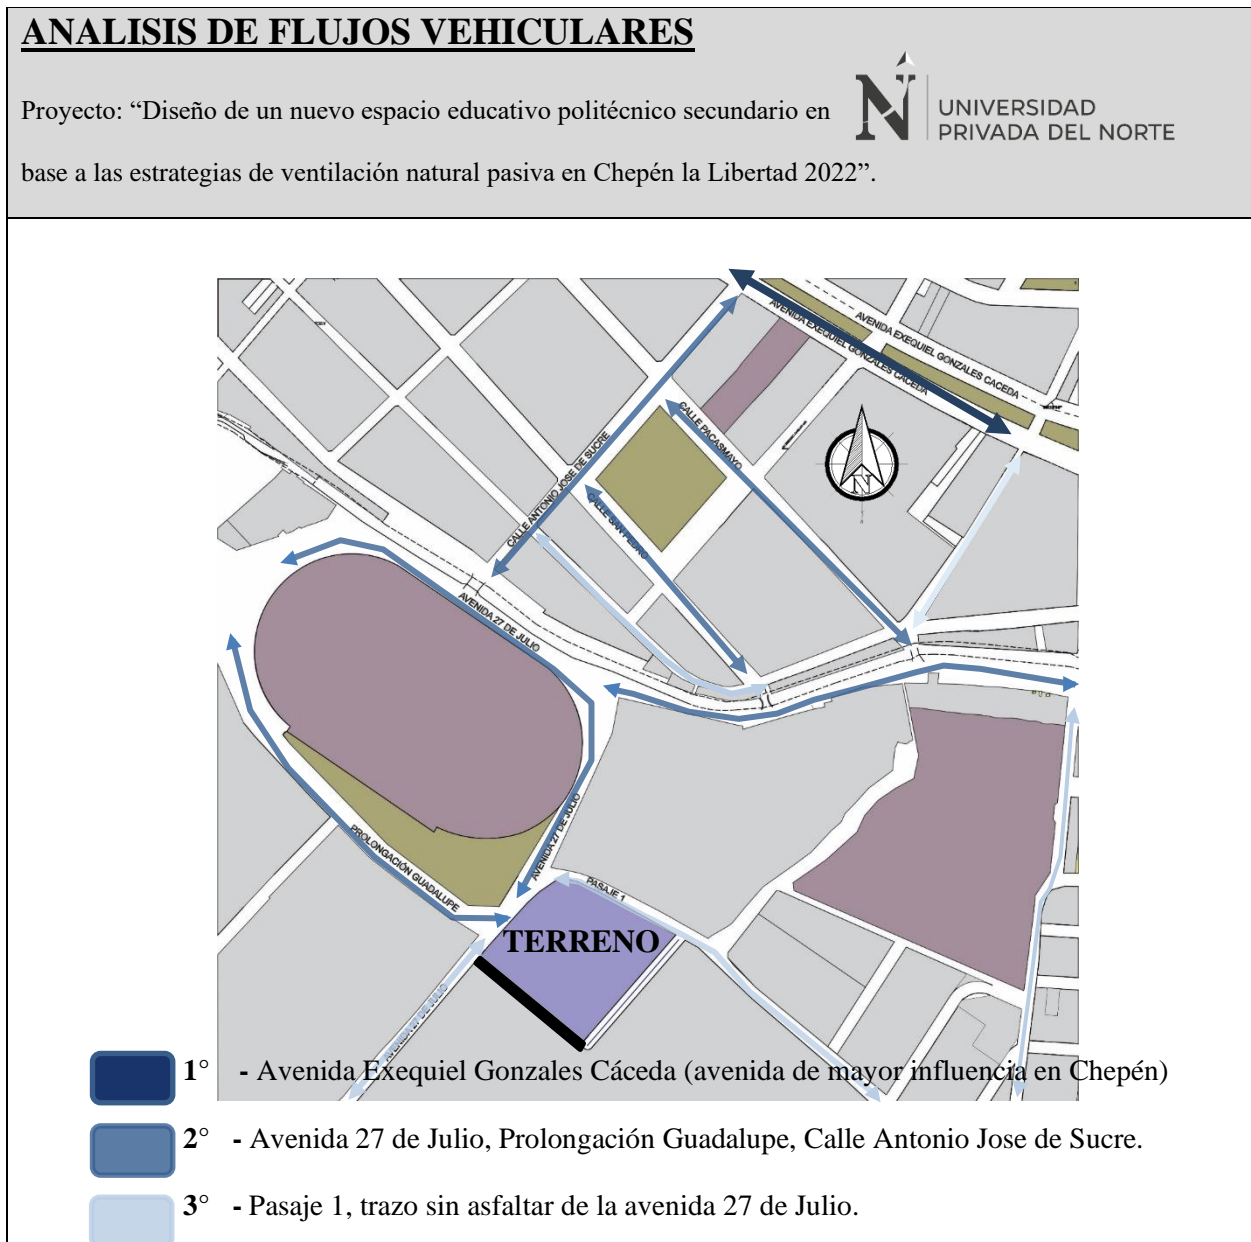 ANALISIS DE FLUJOS VEHICULARES
Proyecto: “Diseño de un nuevo espacio educativo politécnico secundario en
base a las estrategias de ventilación natural pasiva en Chepén la Libertad 2022”.
UNIVERSIDAD
PRIVADA DEL NORTE
AVENIDA EXEQUIEL GONZALES CACEDA
AVENIDA EXEQUIEL GONZALES CACEDA
CALLE PACASMAYO
CALLE ANTONIO JOSE DE SUCRE
N
CALLE SAN PEDRO
AVENIDA 27 DE JULIO
AVENIDA 27 DE JULIO
PROLONGACIÓN GUADALUPE
PASAJE 1
TERRENO
AVENIDA 27 DE JULIO
1° - Avenida Exequiel Gonzales Cáceda (avenida de mayor influencia en Chepén)
2° - Avenida 27 de Julio, Prolongación Guadalupe, Calle Antonio Jose de Sucre.
3° - Pasaje 1, trazo sin asfaltar de la avenida 27 de Julio.